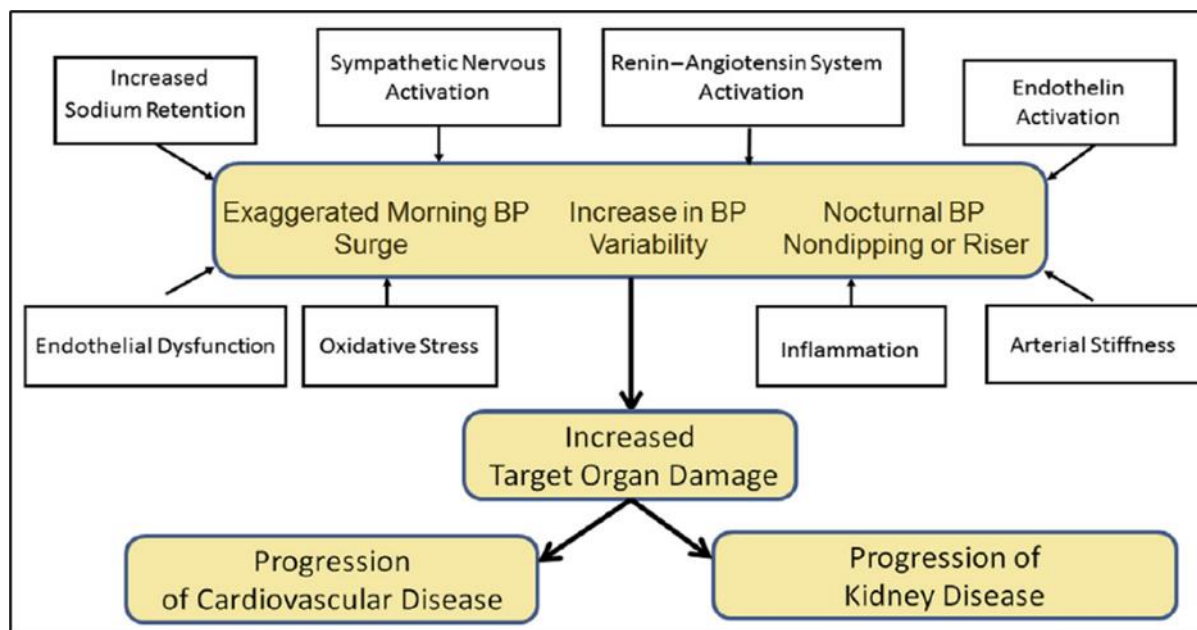 Increased
Sodium Retention
Sympathetic Nervous
Activation
Renin–Angiotensin System
Activation
Endothelin
Activation
Exaggerated Morning BP
Surge
Increase in BP
Variability
Nocturnal BP
Nondipping or Riser
Endothelial Dysfunction
Oxidative Stress
Inflammation
Arterial Stiffness
Increased
Target Organ Damage
Progression
of Cardiovascular Disease
Progression of
Kidney Disease